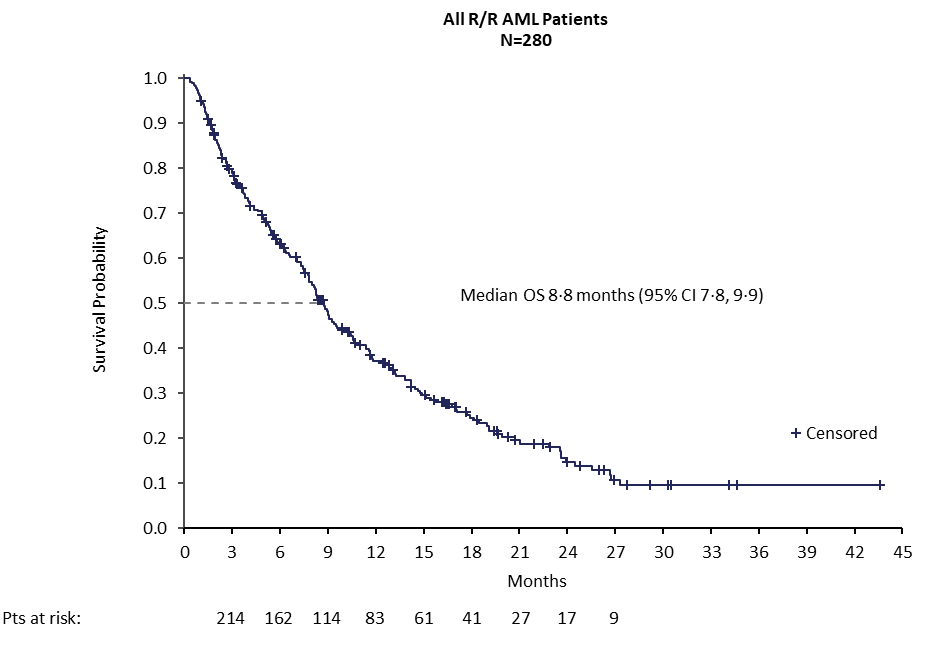 All R/R AML Patients
N=280
1.0
0.9
0.8
0.7
0.6
0.5
0.4
0.3
0.2
0.1
0.0
Survival Probability
Median OS 8·8 months (95% CI 7·8, 9·9)
+ Censored
0 3 6 9 12 15 18 21 24 27 30 33 36 39 42 45
Months
Pts at risk: 214 162 114 83 61 41 27 17 9